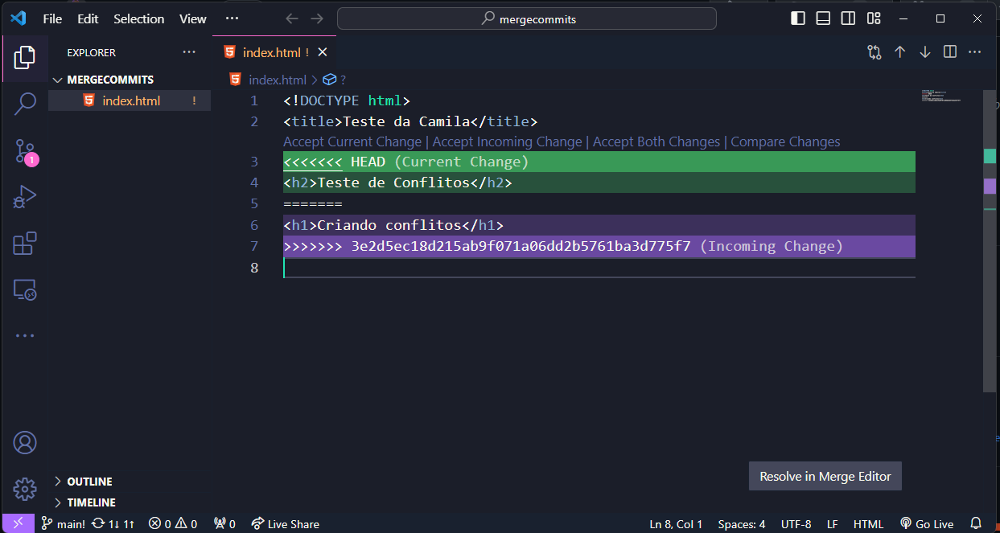 File Edit Selection View ··· mergecommits
EXPLORER ···
MERGECOMMITS
index.html !
index.html ! ×
index.html > ?
1 <!DOCTYPE html>
2 <title>Teste da Camila</title>
Accept Current Change | Accept Incoming Change | Accept Both Changes | Compare Changes
3 <<<<<<< HEAD (Current Change)
4 <h2>Teste de Conflitos</h2>
5 =======
6 <h1>Criando conflitos</h1>
7 >>>>>>> 3e2d5ec18d215ab9f071a06dd2b5761ba3d775f7 (Incoming Change)
8
1
Resolve in Merge Editor
OUTLINE
TIMELINE
main! 1↓ 1↑ 0 0 0 Live Share Ln 8, Col 1 Spaces: 4 UTF-8 LF HTML Go Live